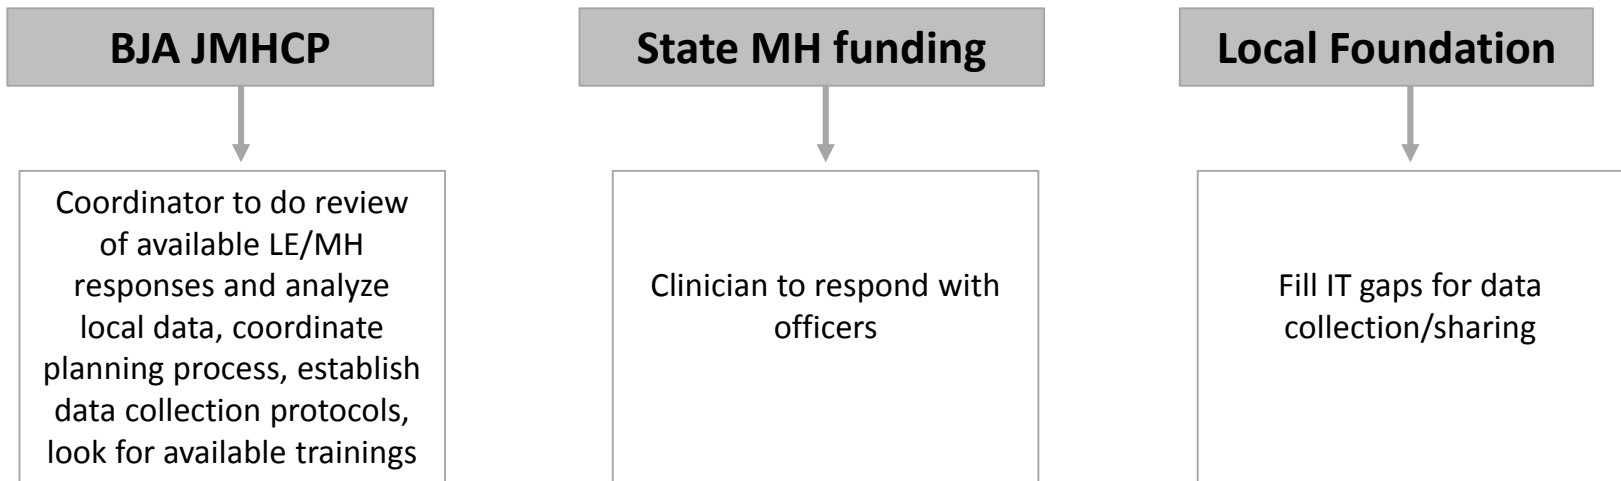 BJA JMHCP
Coordinator to do review
of available LE/MH
responses and analyze
local data, coordinate
planning process, establish
data collection protocols,
look for available trainings
State MH funding
Clinician to respond with
officers
Local Foundation
Fill IT gaps for data
collection/sharing